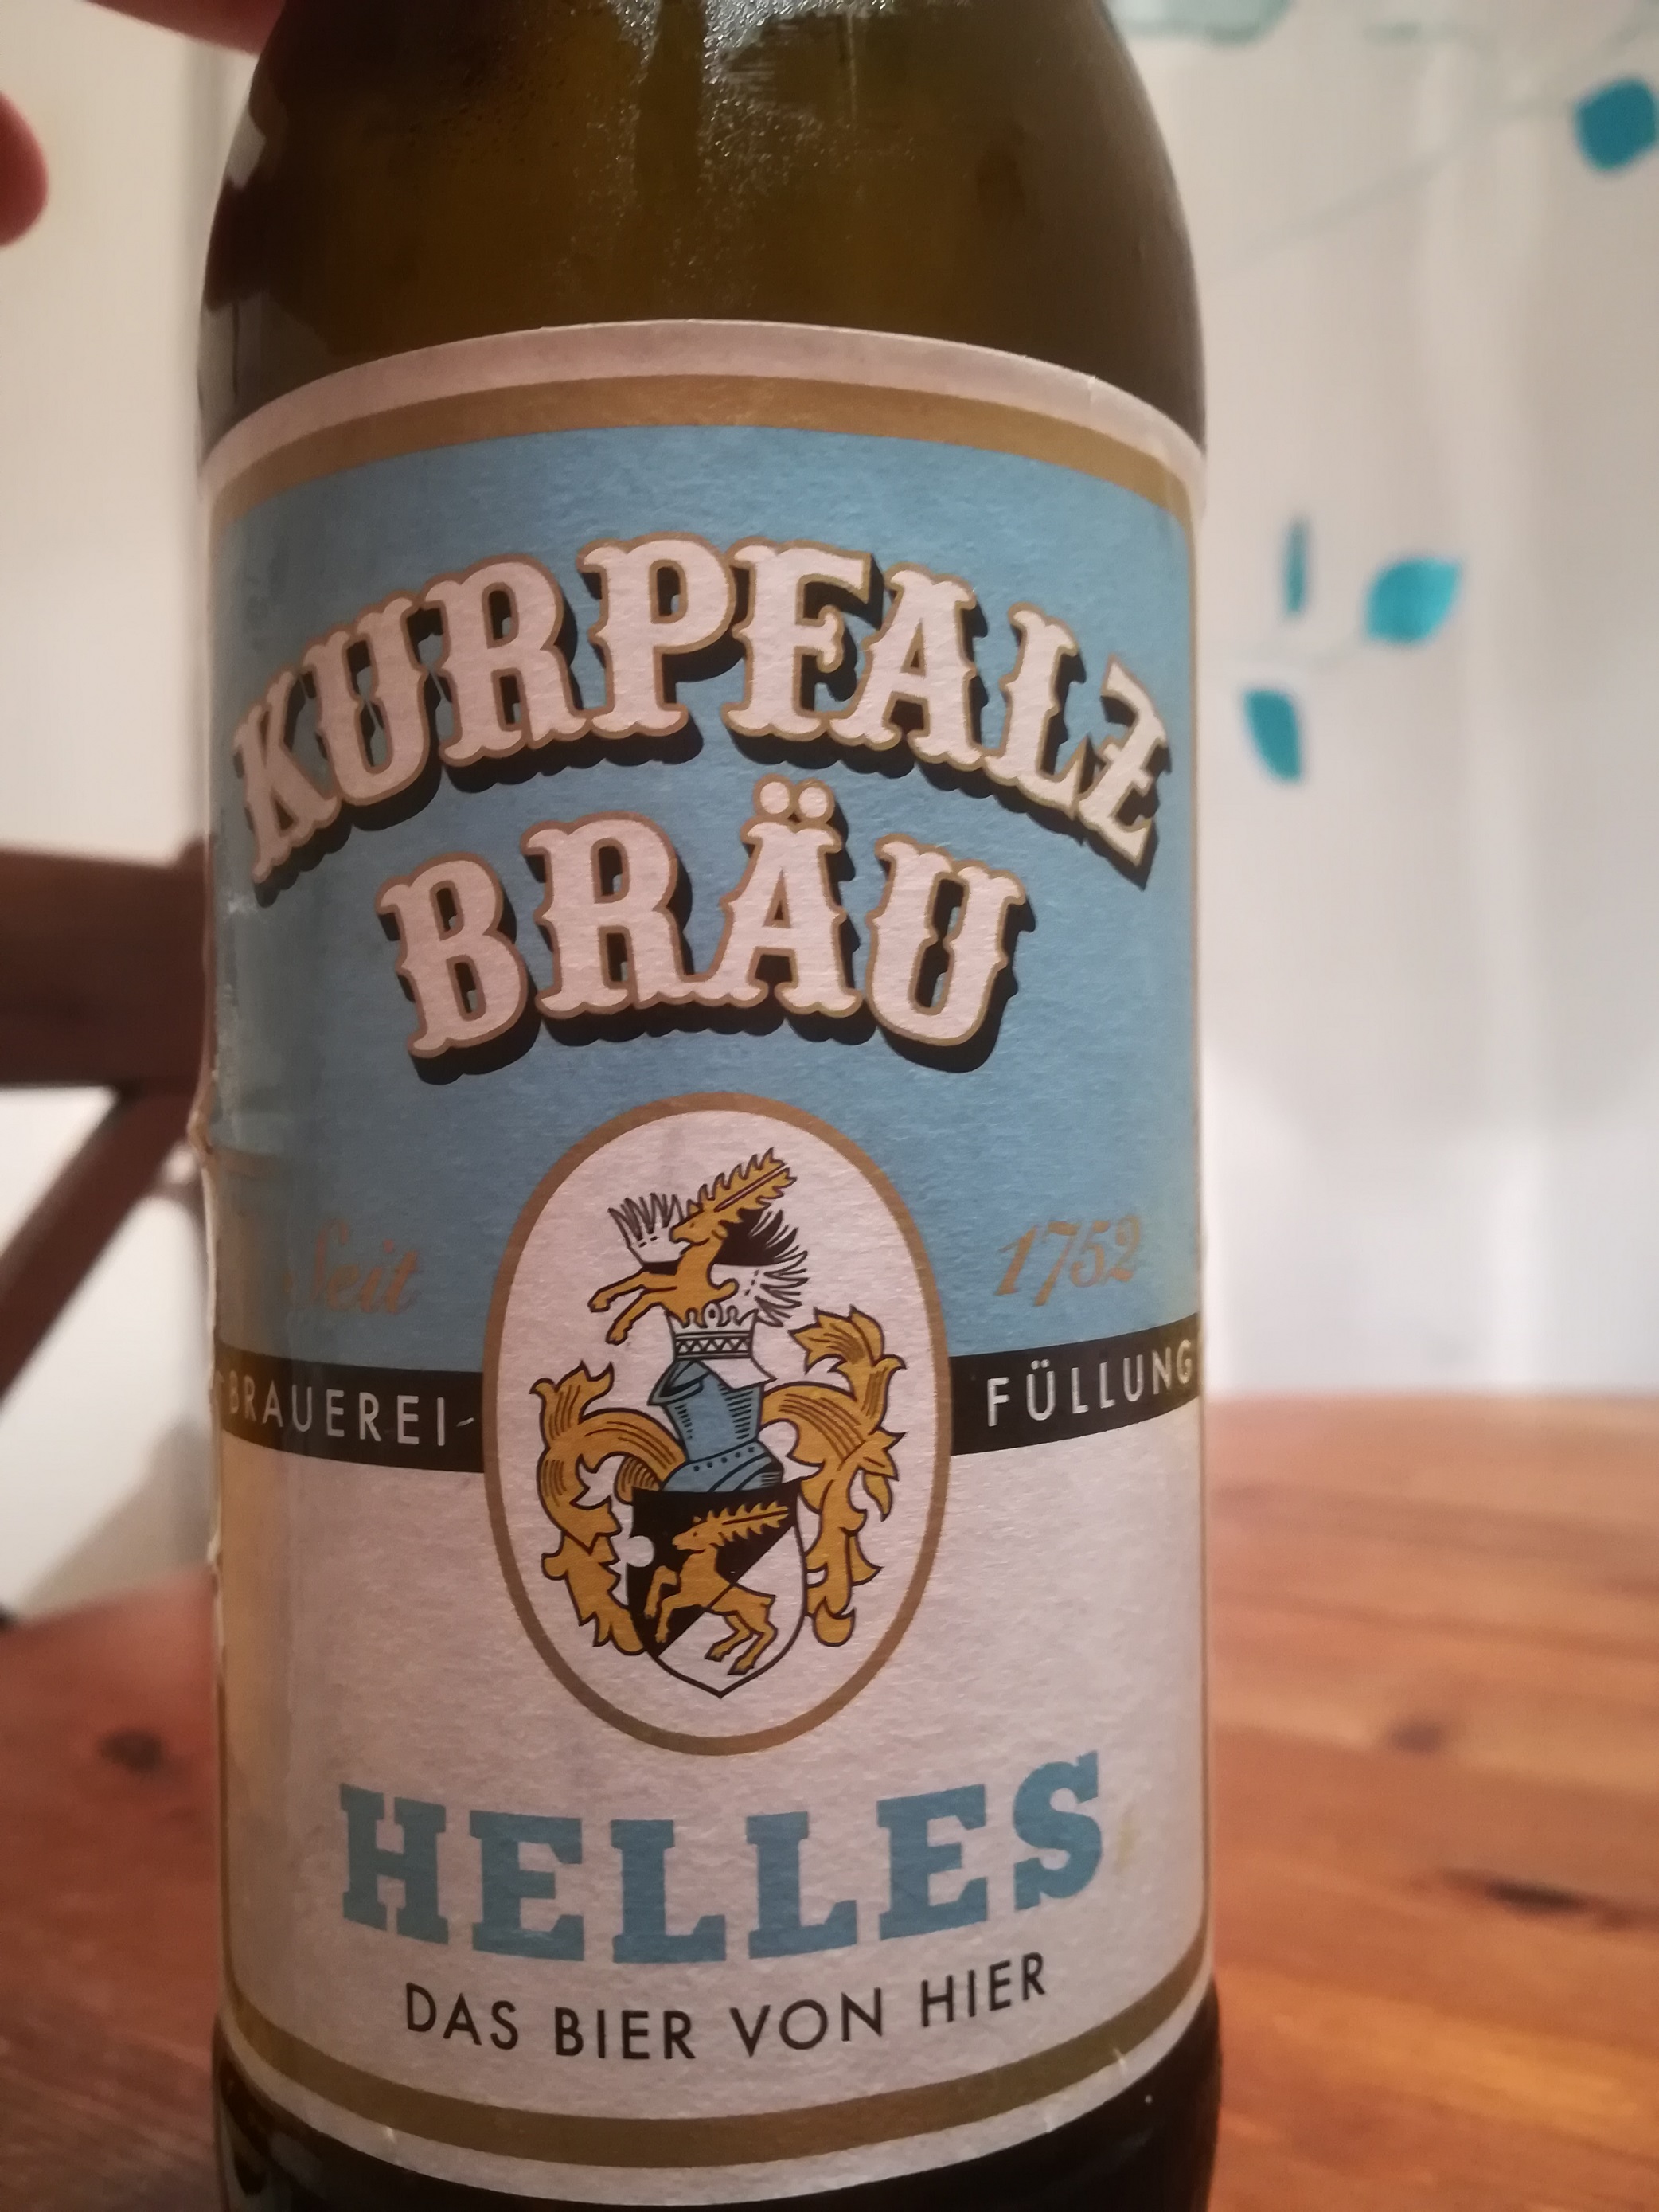 KURPFALZ
BRÄU
Seit 1752
BRAUEREI- FÜLLUNG
HELLES
DAS BIER VON HIER